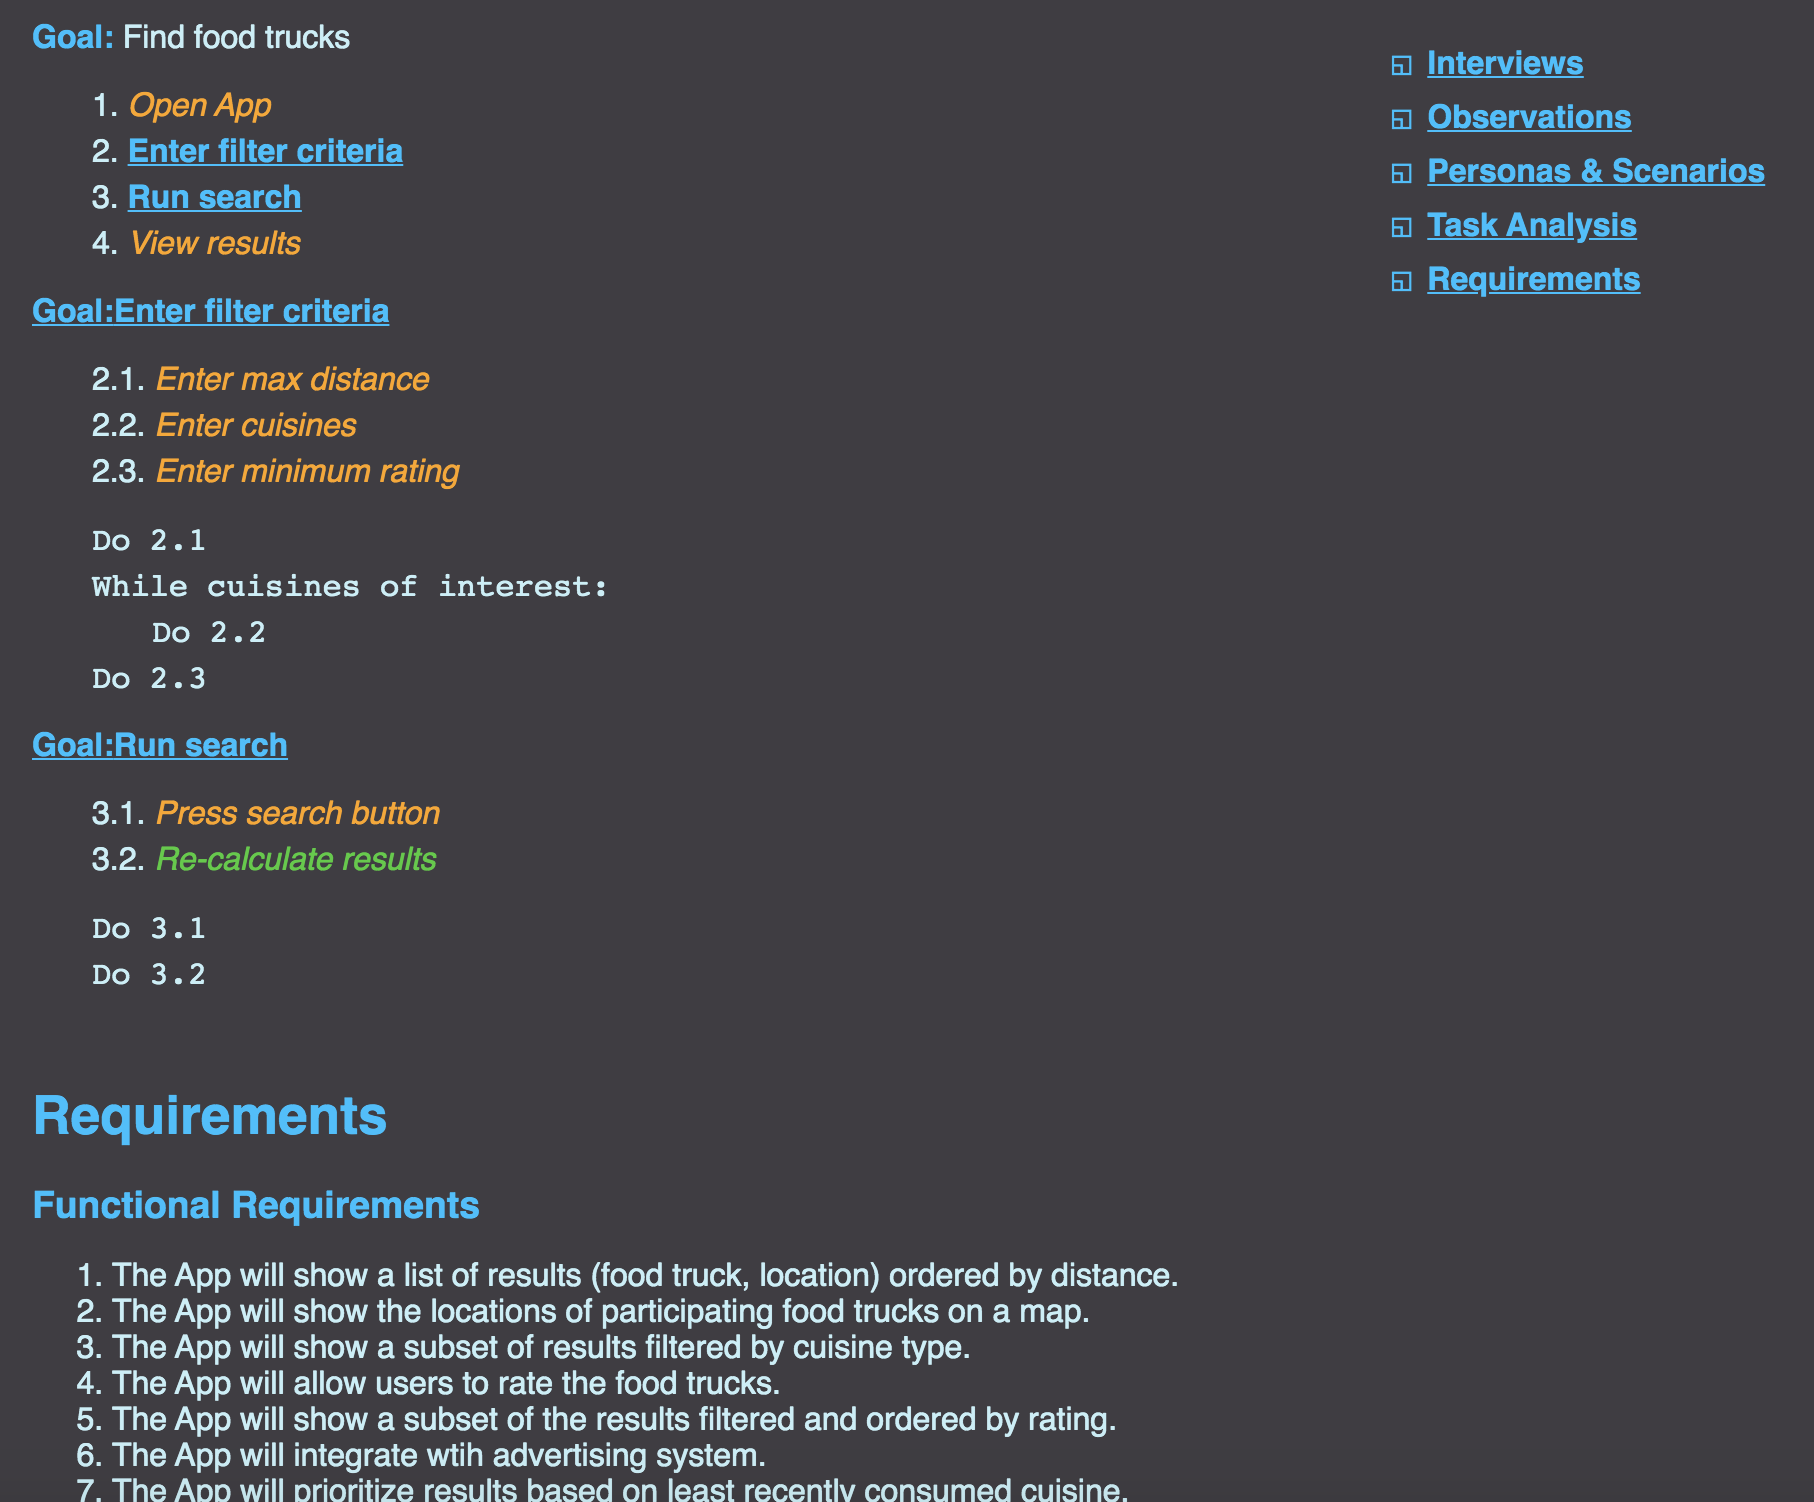 Goal: Find food trucks
1. Open App
2. Enter filter criteria
3. Run search
4. View results
Goal:Enter filter criteria
2.1. Enter max distance
2.2. Enter cuisines
2.3. Enter minimum rating
Do 2.1
While cuisines of interest:
Do 2.2
Do 2.3
Goal:Run search
3.1. Press search button
3.2. Re-calculate results
Do 3.1
Do 3.2
Requirements
Functional Requirements
1. The App will show a list of results (food truck, location) ordered by distance.
2. The App will show the locations of participating food trucks on a map.
3. The App will show a subset of results filtered by cuisine type.
4. The App will allow users to rate the food trucks.
5. The App will show a subset of the results filtered and ordered by rating.
6. The App will integrate wtih advertising system.
7. The App will prioritize results based on least recently consumed cuisine.
Interviews
Observations
Personas & Scenarios
Task Analysis
Requirements